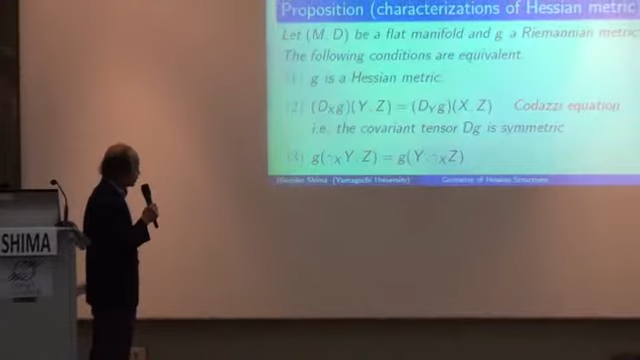 Proposition (characterizations of Hessian metric
Let (M, D) be a flat manifold and g a Riemannian metric.
The following conditions are equivalent.
(1) g is a Hessian metric.
(2) (D_X g)(Y, Z) = (D_Y g)(X, Z) Codazzi equation
i.e. the covariant tensor Dg is symmetric
(3) g(γ_X Y, Z) = g(Y, γ_X Z)
Hirohiko Shima (Yamaguchi University) Geometry of Hessian Structures
SHIMA